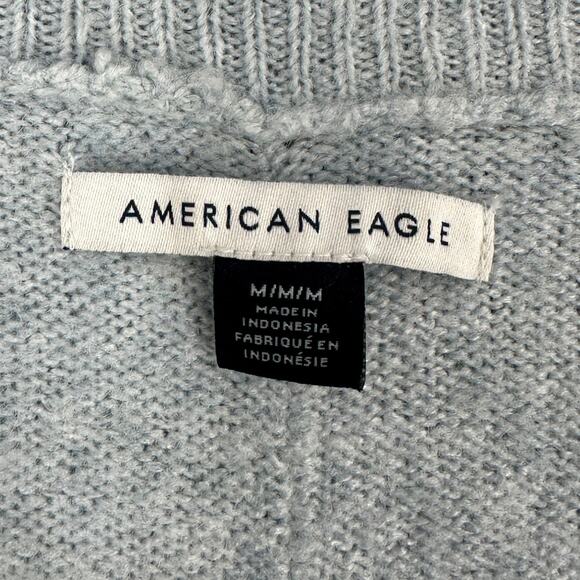 AMERICAN EAGLE
M/M/M
MADE IN
INDONESIA
FABRIQUÉ EN
INDONÉSIE